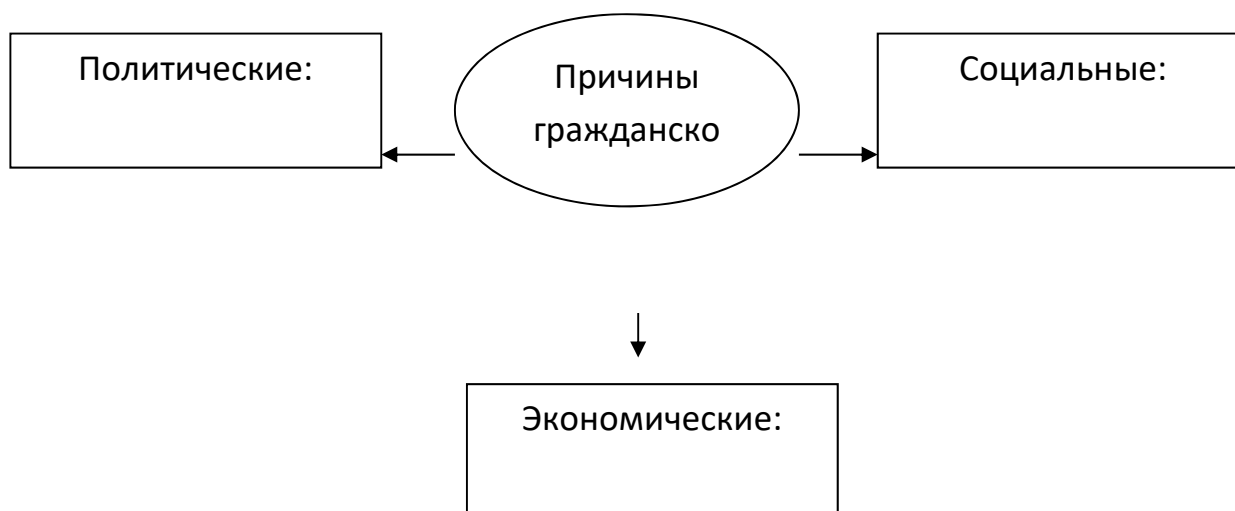 Политические:
Причины
гражданско
Социальные:
Экономические: